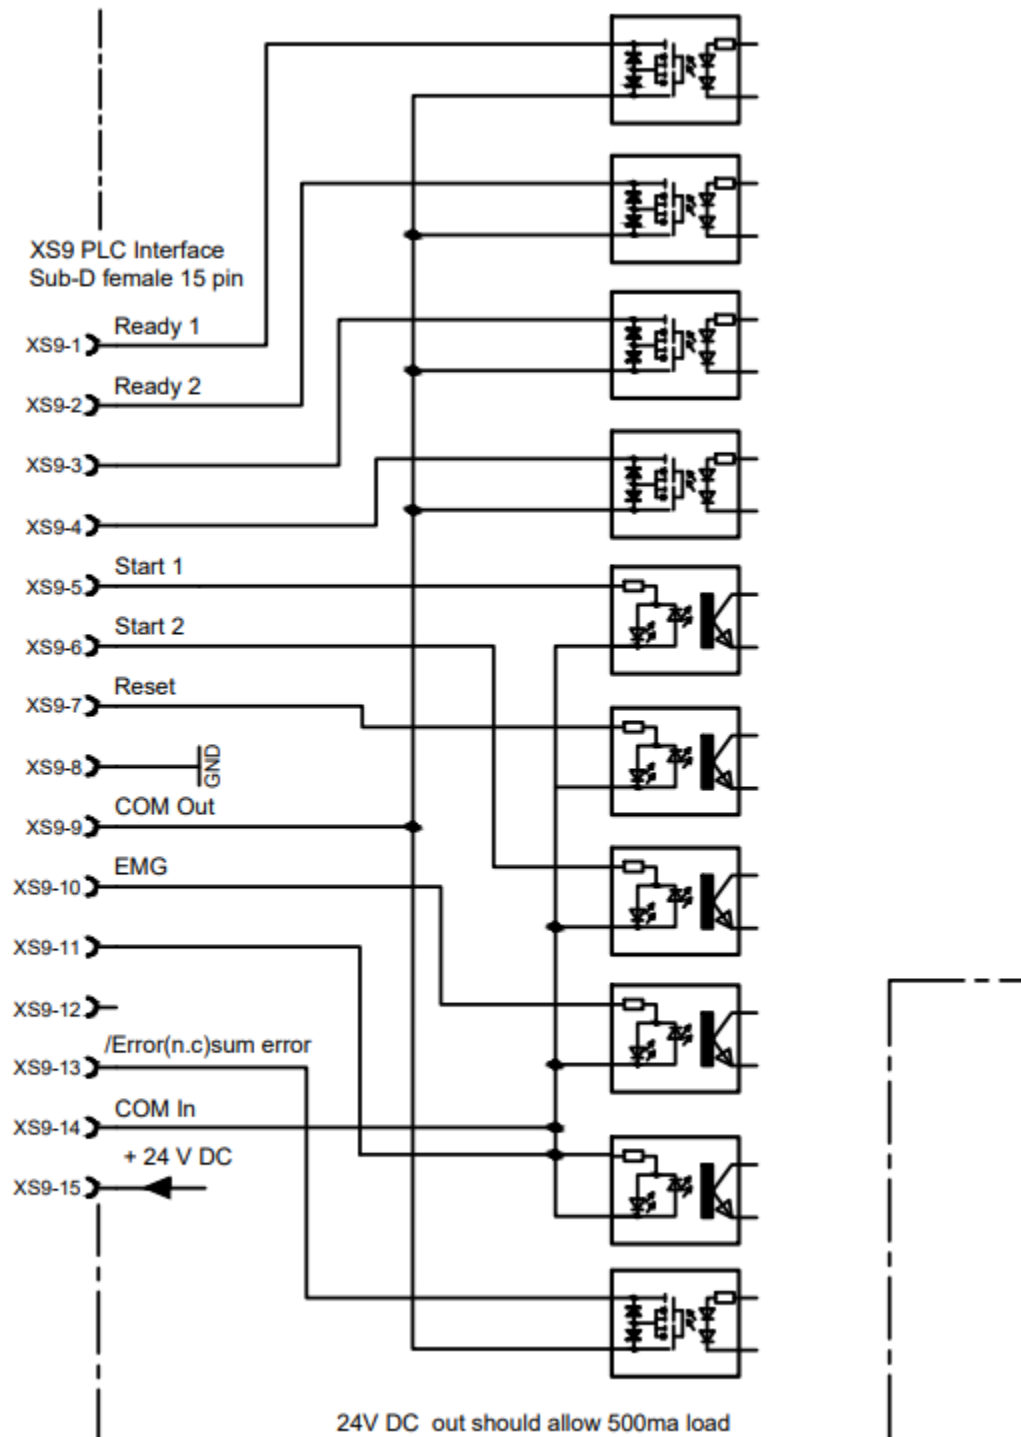 XS9 PLC Interface
Sub-D female 15 pin
XS9-1 Ready 1
XS9-2 Ready 2
XS9-3
XS9-4
XS9-5 Start 1
XS9-6 Start 2
XS9-7 Reset
XS9-8 GND
XS9-9 COM Out
XS9-10 EMG
XS9-11
XS9-12
XS9-13 /Error(n.c)sum error
XS9-14 COM In
XS9-15 + 24 V DC
24V DC out should allow 500ma load